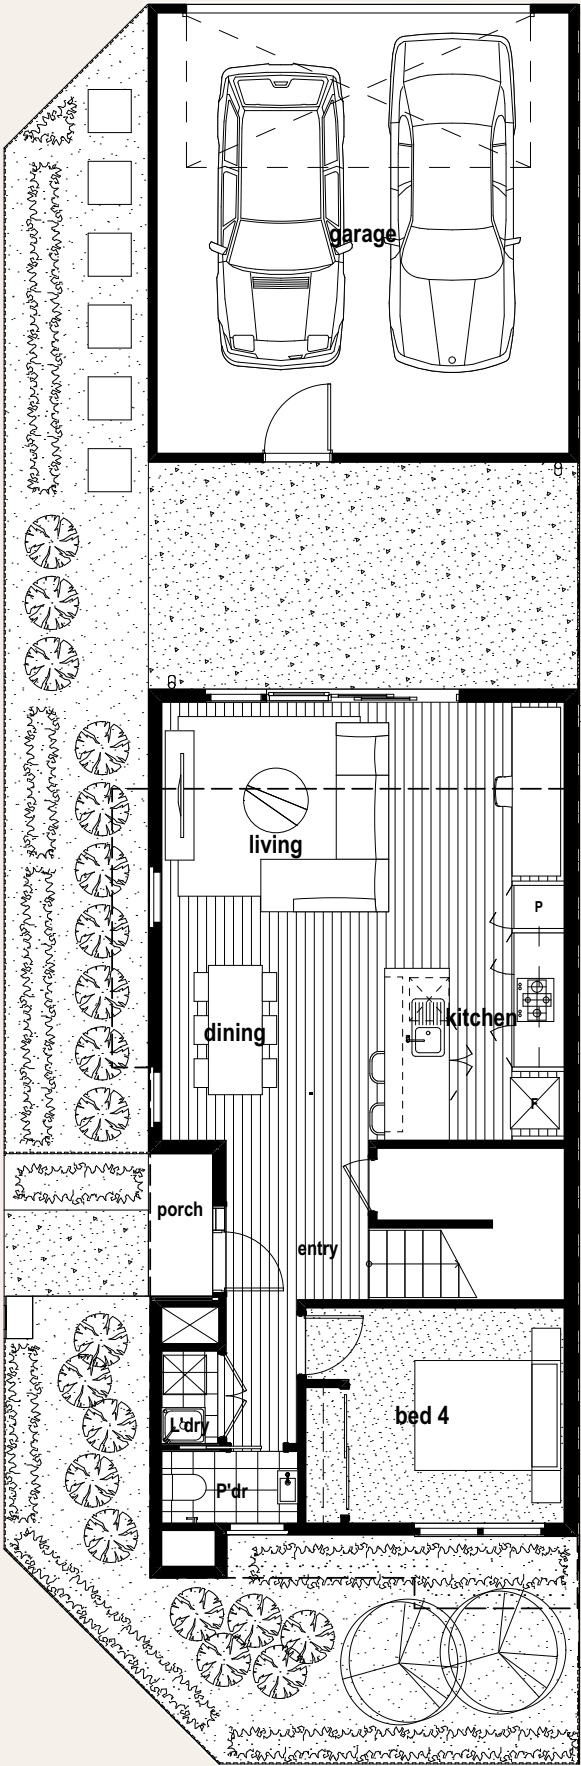 garage
living
P
dining
kitchen
F
porch
entry
bed 4
L'dry
P'dr